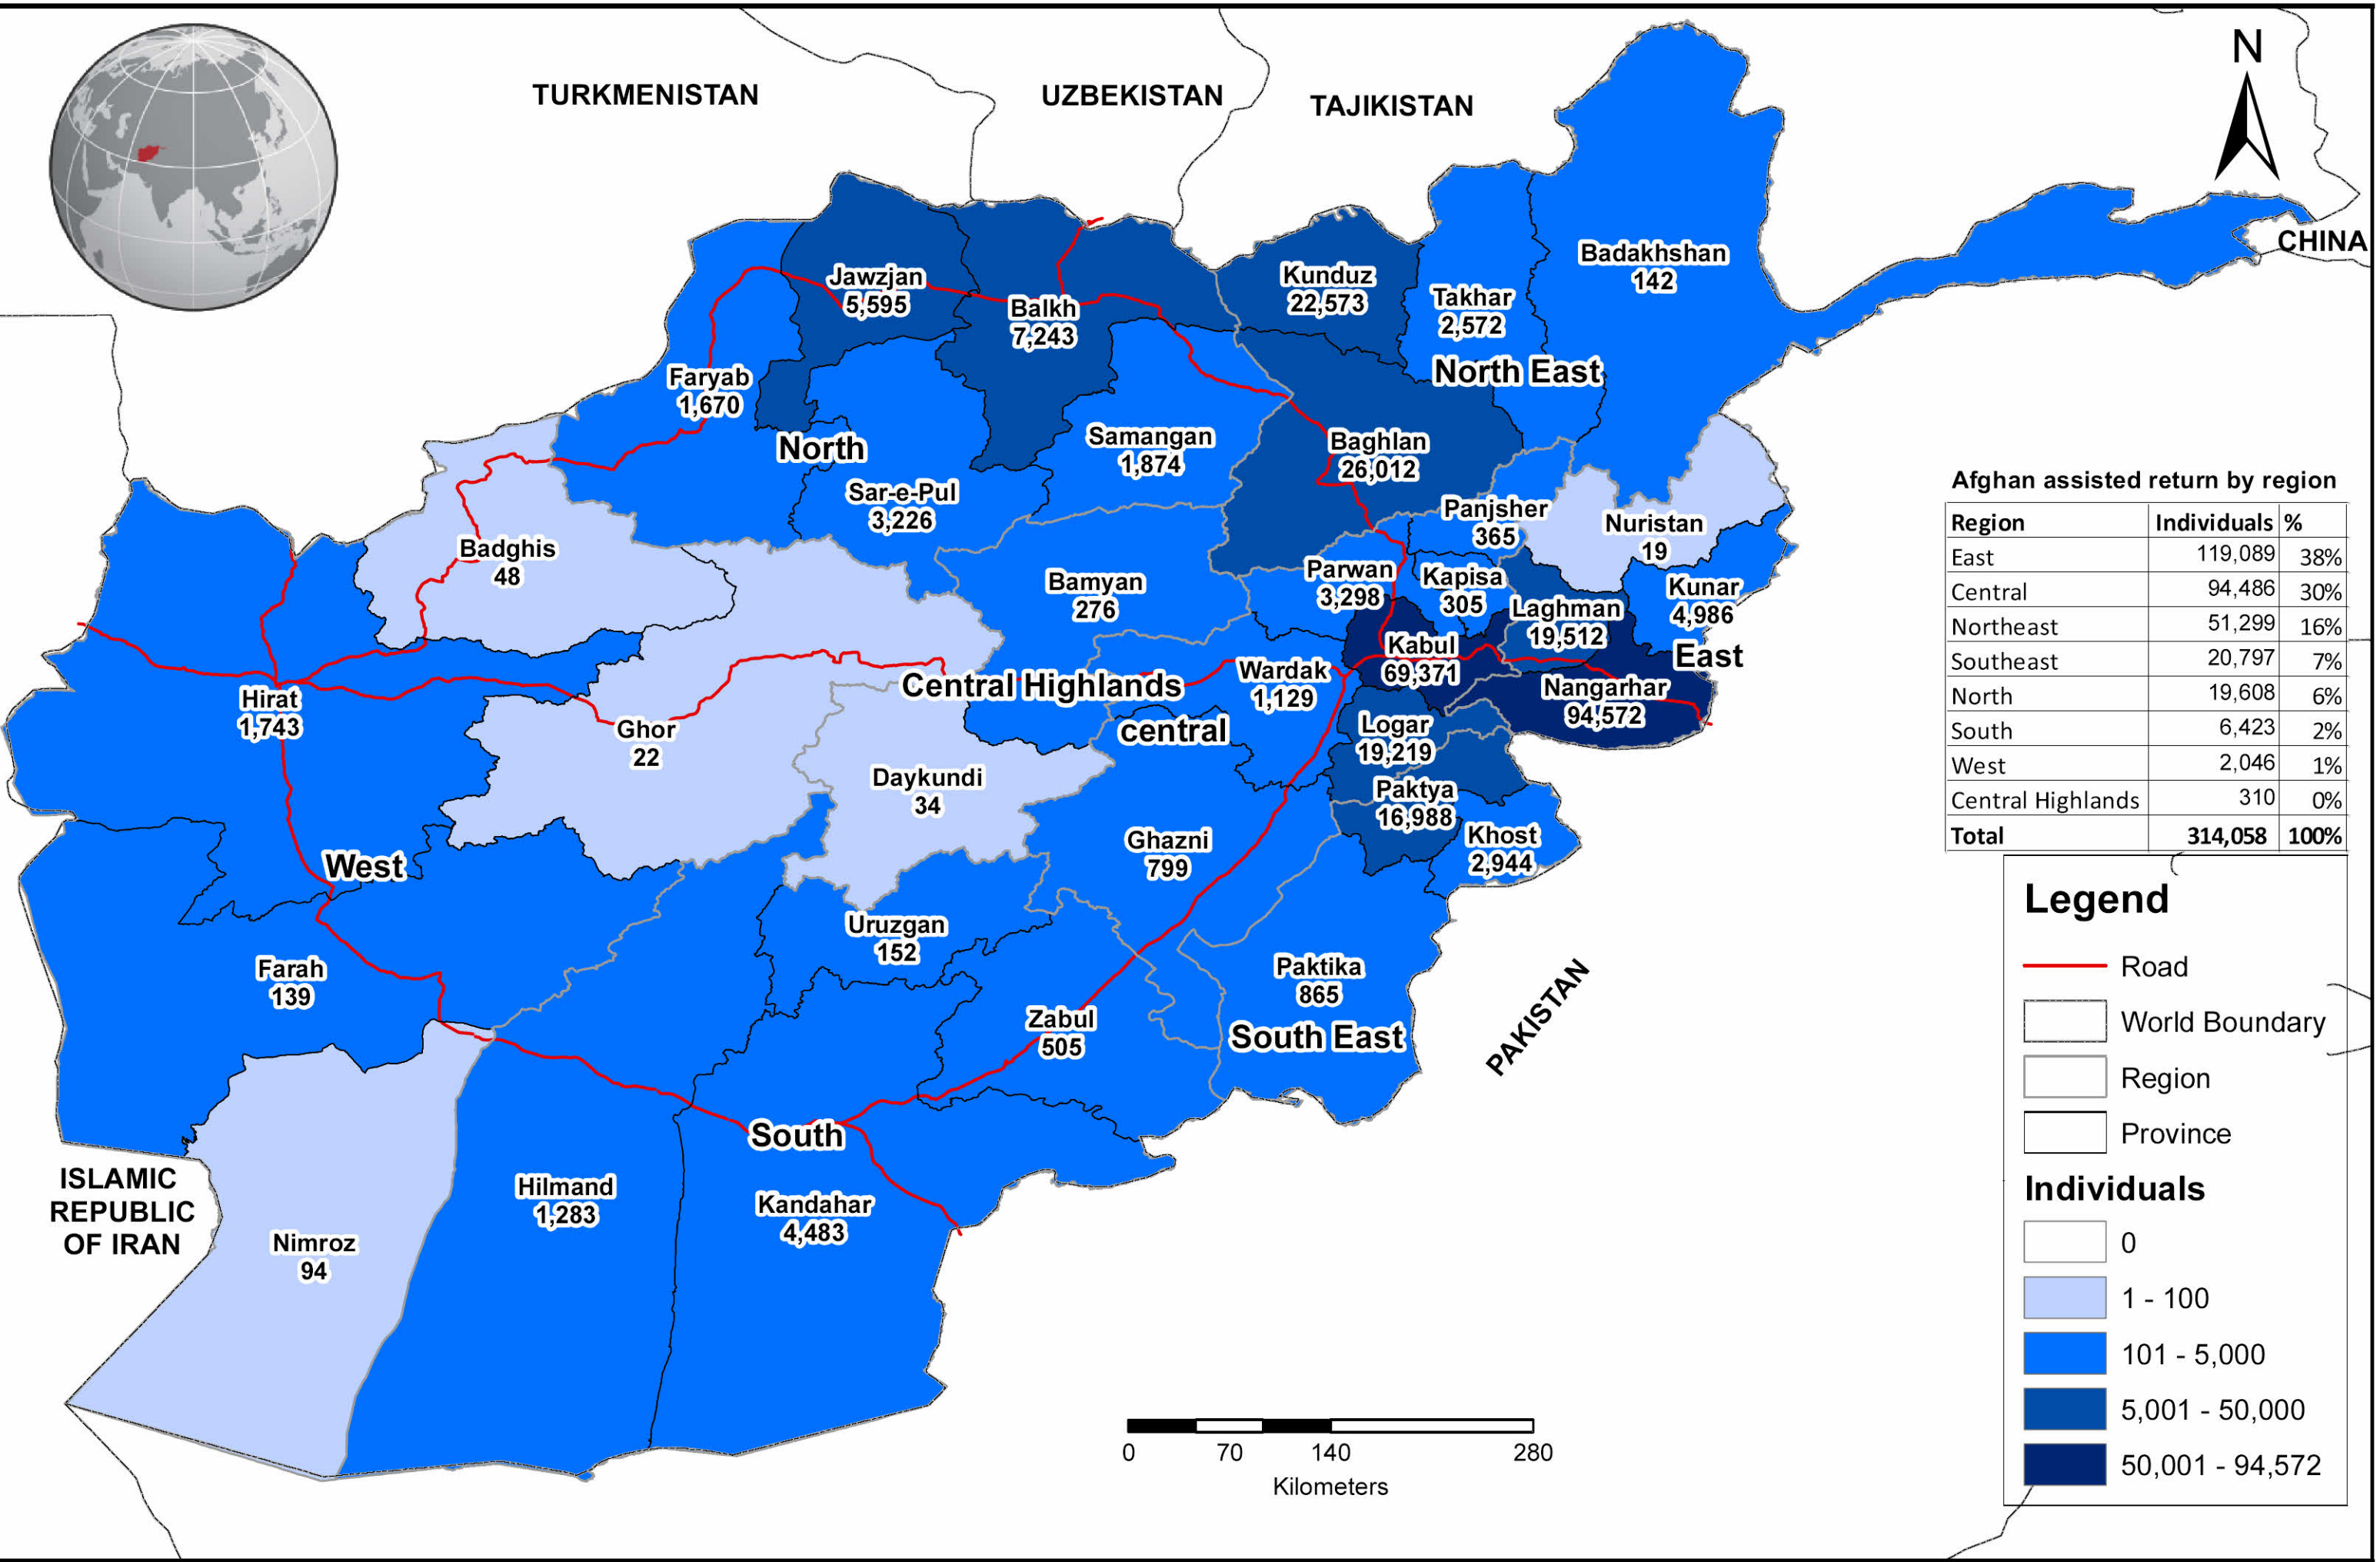 N
TURKMENISTAN
UZBEKISTAN
TAJIKISTAN
CHINA
Badakhshan
142
Jawzjan
5,595
Balkh
7,243
Kunduz
22,573
Takhar
2,572
North East
Faryab
1,670
North
Samangan
1,874
Baghlan
26,012
Sar-e-Pul
3,226
Panjsher
365
Nuristan
19
Badghis
48
Bamyan
276
Parwan
3,298
Kapisa
305
Laghman
19,512
Kunar
4,986
East
Kabul
69,371
Wardak
1,129
Central Highlands
central
Nangarhar
94,572
Hirat
1,743
Ghor
22
Logar
19,219
Daykundi
34
Paktya
16,988
Khost
2,944
Ghazni
799
West
Uruzgan
152
Farah
139
Paktika
865
South East
Zabul
505
PAKISTAN
South
ISLAMIC
REPUBLIC
OF IRAN
Hilmand
1,283
Kandahar
4,483
Nimroz
94
0 70 140 280
Kilometers
Afghan assisted return by region
Region Individuals %
East 119,089 38%
Central 94,486 30%
Northeast 51,299 16%
Southeast 20,797 7%
North 19,608 6%
South 6,423 2%
West 2,046 1%
Central Highlands 310 0%
Total 314,058 100%
Legend
Road
World Boundary
Region
Province
Individuals
0
1 - 100
101 - 5,000
5,001 - 50,000
50,001 - 94,572